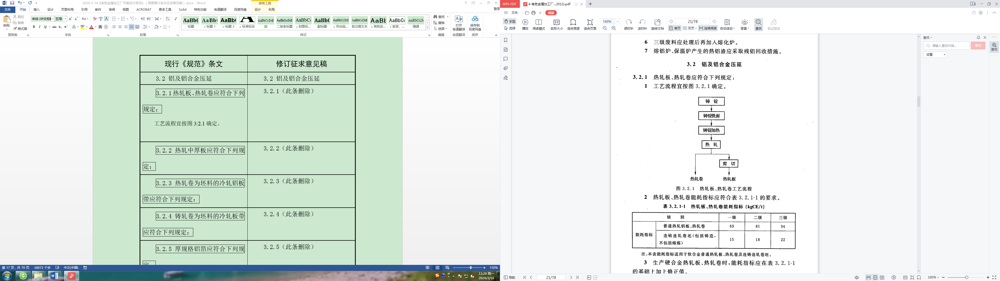 2024-3-14《有色金属加工厂节能设计规范》（局部修订条文征求意见稿）.docx - Word
表格工具
登录
文件 开始 插入 设计 页面布局 引用 邮件 审阅 视图 ACROBAT 更多工具 Solid 特色功能 有道翻译 百度网盘 设计 布局
粘贴
剪切
复制
格式刷
剪贴板
宋体 (中文标题 五号
字体
段落
标题
标题 1
标题 2
标准标志
段
二级条标题
封面标...
副标题
列出段...
批注框文本
其他发...
前言、...
强调
样式
查找
替换
选择
编辑
打开
有道翻译
有道翻译
保存到
百度网盘
保存
现行《规范》条文 修订征求意见稿
3.2 铝及铝合金压延 3.2 铝及铝合金压延
3.2.1热轧板、热轧卷应符合下列 3.2.1（此条删除）
规定：
工艺流程宜按图 3:2.1 确定。
3.2.2 热轧中厚板应符合下列规 3.2.2（此条删除）
定：
3.2.3 热轧卷为坯料的冷轧铝板 3.2.3（此条删除）
带应符合下列规定：
3.2.4 铸轧卷为坯料的冷轧板带 3.2.4（此条删除）
应符合下列规定：
3.2.5 厚规格铝箔应符合下列规 3.2.5（此条删除）
第 17 页，共 70 页 38873 个字 中文(中国) 150%
11:29 周一
2024/3/18
WPS PDF 4-有色金属加工厂...2012).pdf
文件 阅读
手型
选择
播放 阅读模式 实际大小 适合宽度 适合页面
160%
顺时针 逆时针 旋转文档
21/78
单页 双页 连续阅读 自动滚动 背景 查找 验证签名
6 三级废料应处理后再加入熔化炉。
7 熔铝炉、保温炉产生的热铝渣应采取残铝回收措施。
3.2 铝及铝合金压延
3.2.1 热轧板、热轧卷应符合下列规定：
1 工艺流程宜按图 3.2.1 确定。
铸 锭
铸锭铣面
铸锭加热
热 轧
剪 切
热轧卷 热轧板
图 3.2.1 热轧板、热轧卷工艺流程
2 热轧板、热轧卷能耗指标应符合表 3.2.1-1 的要求。
表 3.2.1-1 热轧板、热轧卷能耗指标 (kgCE/t)
级 别 一级 二级 三级
能耗指标 普通热轧铝板、热轧卷 69 81 94
连铸连轧卷坯(包括铸造， 15 18 22
不包括熔炼)
注：本表能耗指标适用于软合金普通热轧板、热轧卷及连铸连轧卷坯。
3 生产硬合金热轧板、热轧卷时，能耗指标应在表 3.2.1-1
的基础上加上修正值。
查找
请输入查找内容...
查找
设置
查找
导航 21/78 160%